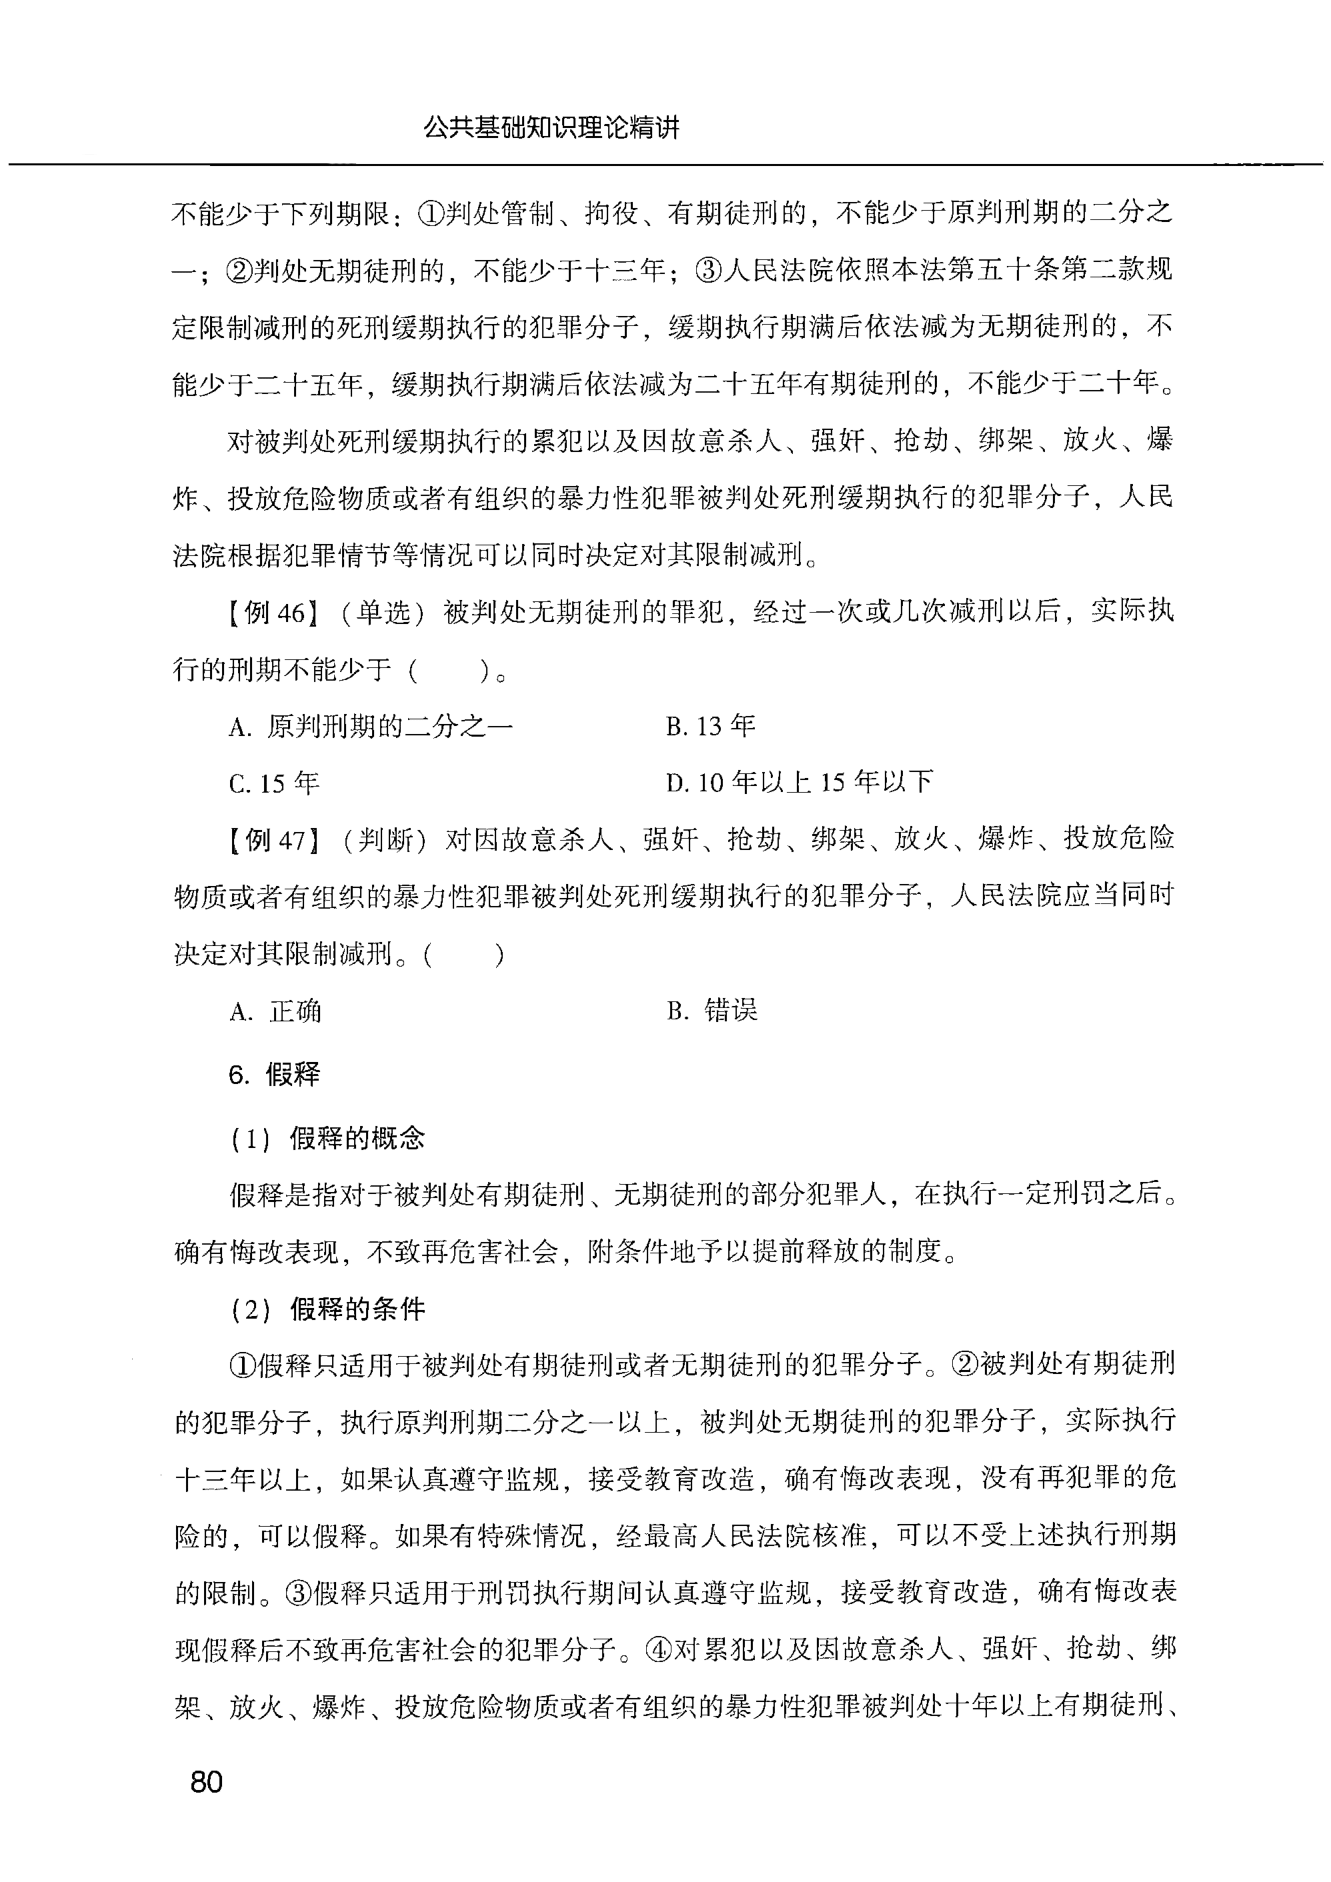 公共基础知识理论精讲
不能少于下列期限：①判处管制、拘役、有期徒刑的，不能少于原判刑期的二分之
一；②判处无期徒刑的，不能少于十三年；③人民法院依照本法第五十条第二款规
定限制减刑的死刑缓期执行的犯罪分子，缓期执行期满后依法减为无期徒刑的，不
能少于二十五年，缓期执行期满后依法减为二十五年有期徒刑的，不能少于二十年。
对被判处死刑缓期执行的累犯以及因故意杀人、强奸、抢劫、绑架、放火、爆
炸、投放危险物质或者有组织的暴力性犯罪被判处死刑缓期执行的犯罪分子，人民
法院根据犯罪情节等情况可以同时决定对其限制减刑。
【例 46】（单选）被判处无期徒刑的罪犯，经过一次或几次减刑以后，实际执
行的刑期不能少于（　　）。
A. 原判刑期的二分之一　　B. 13 年
C. 15 年　　D. 10 年以上 15 年以下
【例 47】（判断）对因故意杀人、强奸、抢劫、绑架、放火、爆炸、投放危险
物质或者有组织的暴力性犯罪被判处死刑缓期执行的犯罪分子，人民法院应当同时
决定对其限制减刑。（　　）
A. 正确　　B. 错误
6. 假释
（1）假释的概念
假释是指对于被判处有期徒刑、无期徒刑的部分犯罪人，在执行一定刑罚之后。
确有悔改表现，不致再危害社会，附条件地予以提前释放的制度。
（2）假释的条件
①假释只适用于被判处有期徒刑或者无期徒刑的犯罪分子。②被判处有期徒刑
的犯罪分子，执行原判刑期二分之一以上，被判处无期徒刑的犯罪分子，实际执行
十三年以上，如果认真遵守监规，接受教育改造，确有悔改表现，没有再犯罪的危
险的，可以假释。如果有特殊情况，经最高人民法院核准，可以不受上述执行刑期
的限制。③假释只适用于刑罚执行期间认真遵守监规，接受教育改造，确有悔改表
现假释后不致再危害社会的犯罪分子。④对累犯以及因故意杀人、强奸、抢劫、绑
架、放火、爆炸、投放危险物质或者有组织的暴力性犯罪被判处十年以上有期徒刑、
80